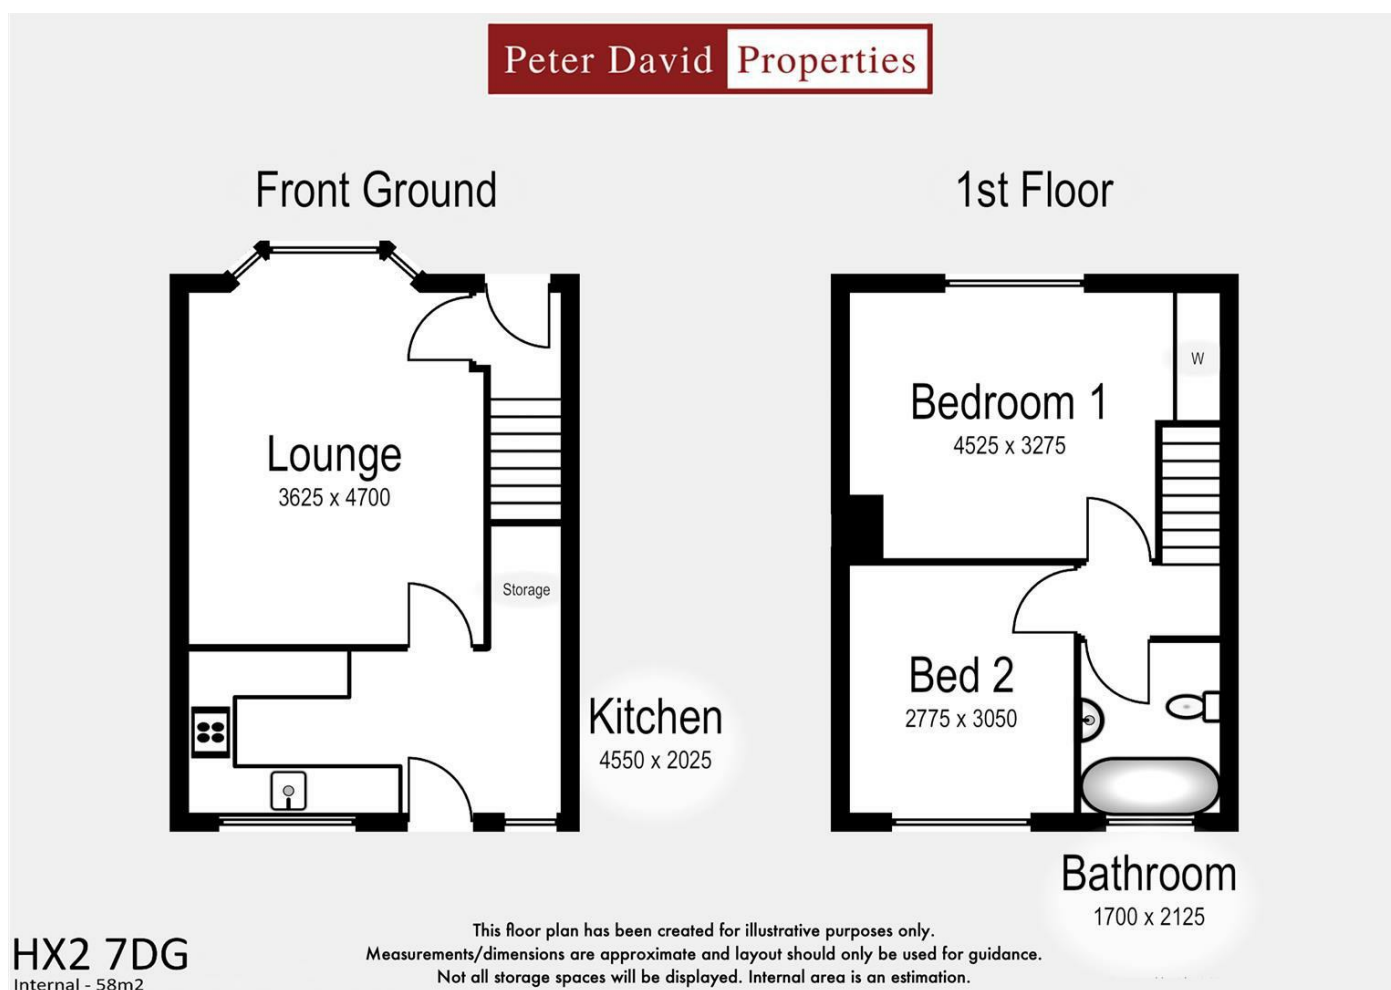 Peter David Properties
Front Ground
1st Floor
Lounge
3625 x 4700
Storage
Kitchen
4550 x 2025
Bedroom 1
4525 x 3275
W
Bed 2
2775 x 3050
Bathroom
1700 x 2125
HX2 7DG
Internal - 58m2
This floor plan has been created for illustrative purposes only.
Measurements/dimensions are approximate and layout should only be used for guidance.
Not all storage spaces will be displayed. Internal area is an estimation.